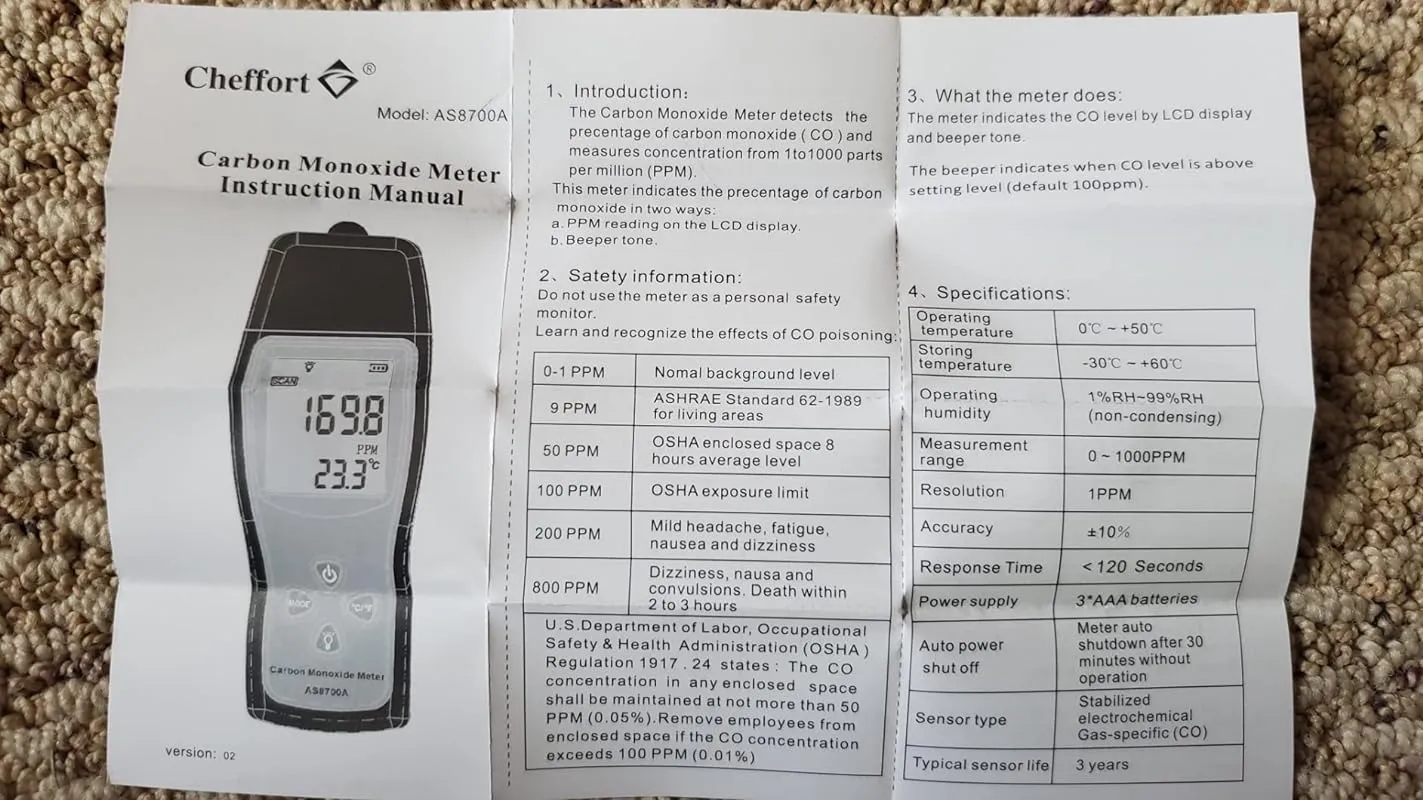 Cheffort ®
Model: AS8700A
Carbon Monoxide Meter
Instruction Manual
SCAN
169.8
PPM
23.3℃
MODE
℃/℉
Carbon Monoxide Meter
AS8700A
version: 02
1、Introduction:
The Carbon Monoxide Meter detects the
precentage of carbon monoxide ( CO ) and
measures concentration from 1to1000 parts
per million (PPM).
This meter indicates the precentage of carbon
monoxide in two ways:
a. PPM reading on the LCD display.
b. Beeper tone.
2、Satety information:
Do not use the meter as a personal safety
monitor.
Learn and recognize the effects of CO poisoning:
0-1 PPM Nomal background level
9 PPM ASHRAE Standard 62-1989
for living areas
50 PPM OSHA enclosed space 8
hours average level
100 PPM OSHA exposure limit
200 PPM Mild headache, fatigue,
nausea and dizziness
800 PPM Dizziness, nausa and
convulsions. Death within
2 to 3 hours
U.S.Department of Labor, Occupational
Safety & Health Administration (OSHA )
Regulation 1917 . 24 states : The CO
concentration in any enclosed space
shall be maintained at not more than 50
PPM (0.05%).Remove employees from
enclosed space if the CO concentration
exceeds 100 PPM (0.01%)
3、What the meter does:
The meter indicates the CO level by LCD display
and beeper tone.
The beeper indicates when CO level is above
setting level (default 100ppm).
4、Specifications:
Operating
temperature 0℃ ~ +50℃
Storing
temperature -30℃ ~ +60℃
Operating
humidity 1%RH~99%RH
(non-condensing)
Measurement
range 0 ~ 1000PPM
Resolution 1PPM
Accuracy ±10%
Response Time < 120 Seconds
Power supply 3*AAA batteries
Auto power
shut off Meter auto
shutdown after 30
minutes without
operation
Sensor type Stabilized
electrochemical
Gas-specific (CO)
Typical sensor life 3 years